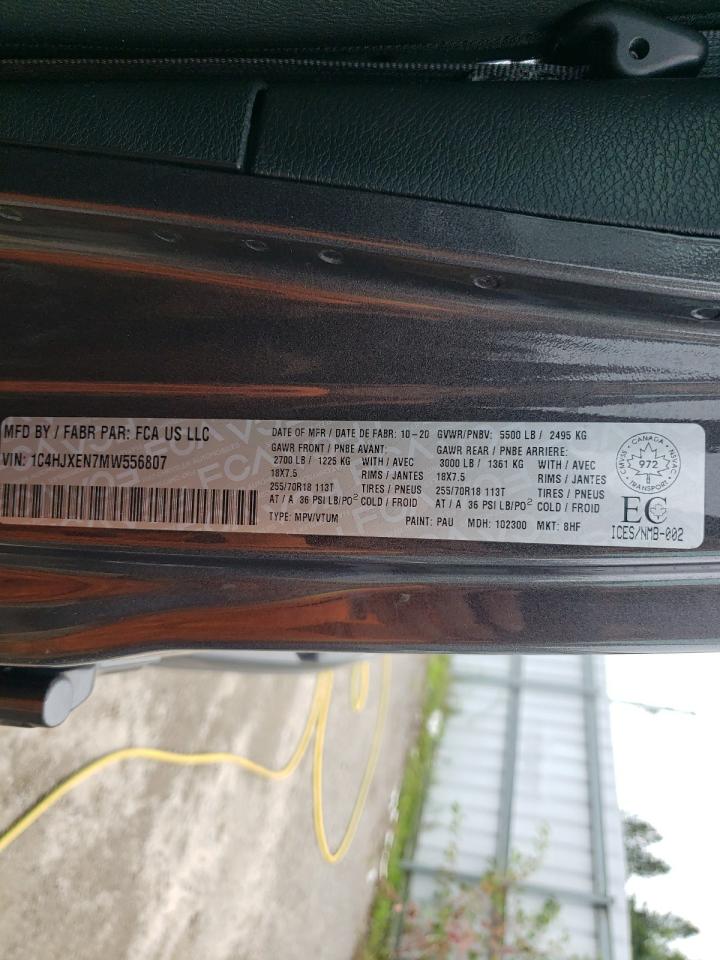 MFD BY / FABR PAR: FCA US LLC
VIN: 1C4HJXEN7MW556807
DATE OF MFR / DATE DE FABR: 10-20 GVWR/PNBV: 5500 LB / 2495 KG
GAWR FRONT / PNBE AVANT: GAWR REAR / PNBE ARRIERE:
2700 LB / 1225 KG RIMS / JANTES 3000 LB / 1361 KG RIMS / JANTES
18X7.5 18X7.5
255/70R18 113T TIRES / PNEUS 255/70R18 113T TIRES / PNEUS
AT / A 36 PSI LB/PO² COLD / FROID AT / A 36 PSI LB/PO² COLD / FROID
TYPE: MPV/VTUM PAINT: PAU MDH: 102300 MKT: 8HF
CANADA
CMVSS
NSVAC
972
TRANSPORT
EC
ICES/NMB-002